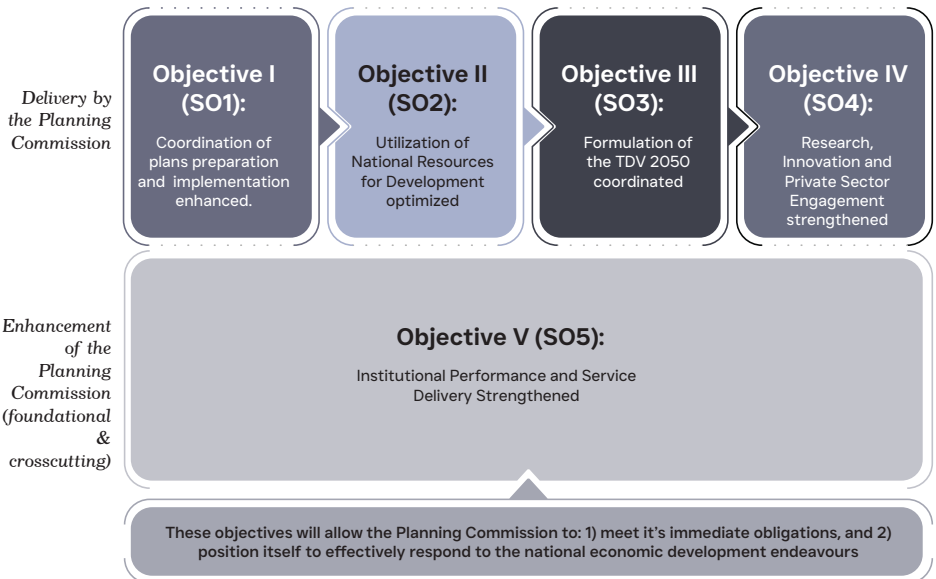 Delivery by
the Planning
Commission
Objective I
(SO1):
Coordination of
plans preparation
and implementation
enhanced.
Objective II
(SO2):
Utilization of
National Resources
for Development
optimized
Objective III
(SO3):
Formulation of
the TDV 2050
coordinated
Objective IV
(SO4):
Research,
Innovation and
Private Sector
Engagement
strengthened
Enhancement
of the
Planning
Commission
(foundational
&
crosscutting)
Objective V (SO5):
Institutional Performance and Service
Delivery Strengthened
These objectives will allow the Planning Commission to: 1) meet it's immediate obligations, and 2)
position itself to effectively respond to the national economic development endeavours